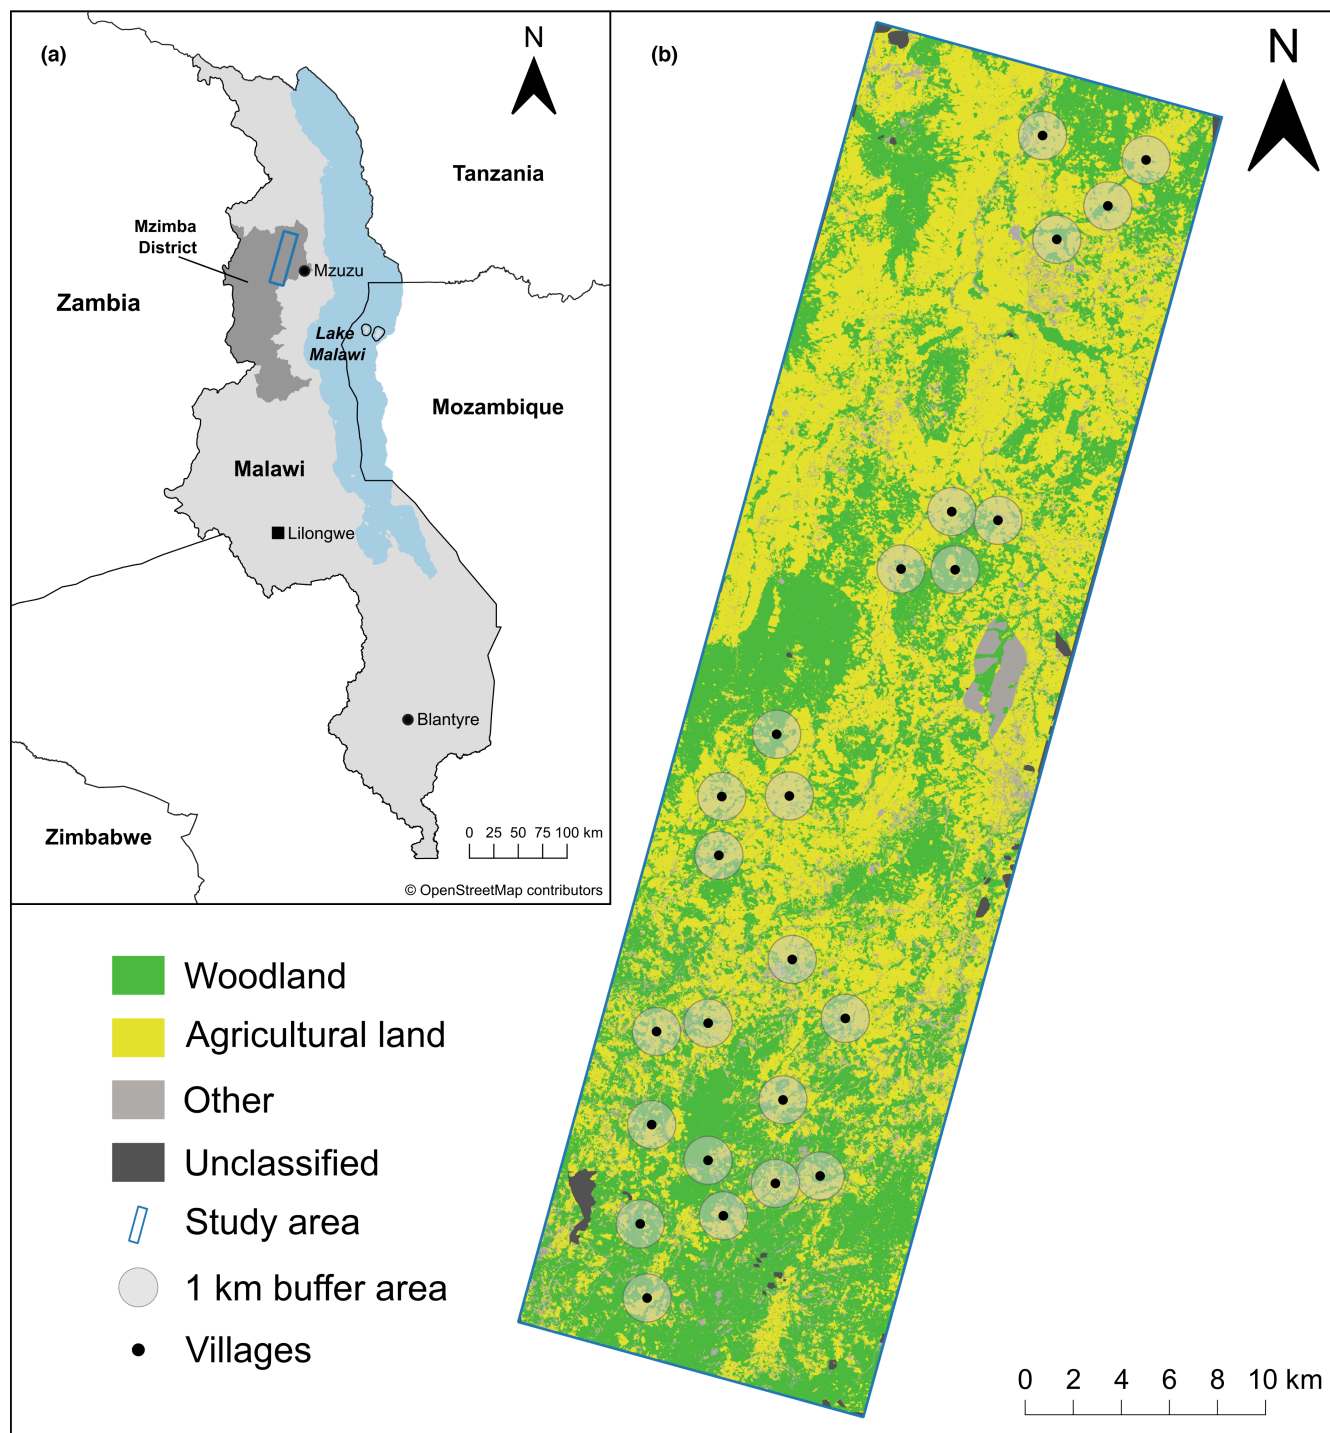 (a)
N
Tanzania
Mzimba
District
Mzuzu
Zambia
Lake
Malawi
Mozambique
Malawi
Lilongwe
Blantyre
Zimbabwe
0 25 50 75 100 km
© OpenStreetMap contributors
(b)
N
Woodland
Agricultural land
Other
Unclassified
Study area
1 km buffer area
Villages
0 2 4 6 8 10 km